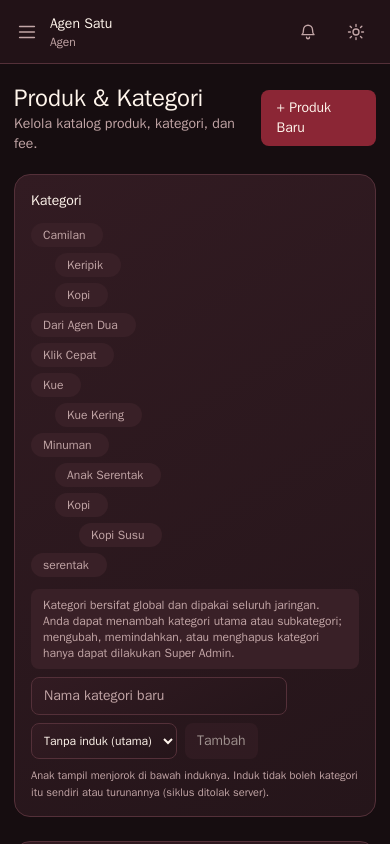 Agen Satu
Agen
Produk & Kategori
Kelola katalog produk, kategori, dan
fee.
+ Produk
Baru
Kategori
Camilan
Keripik
Kopi
Dari Agen Dua
Klik Cepat
Kue
Kue Kering
Minuman
Anak Serentak
Kopi
Kopi Susu
serentak
Kategori bersifat global dan dipakai seluruh jaringan.
Anda dapat menambah kategori utama atau subkategori;
mengubah, memindahkan, atau menghapus kategori
hanya dapat dilakukan Super Admin.
Nama kategori baru
Tanpa induk (utama)
Tambah
Anak tampil menjorok di bawah induknya. Induk tidak boleh kategori
itu sendiri atau turunannya (siklus ditolak server).